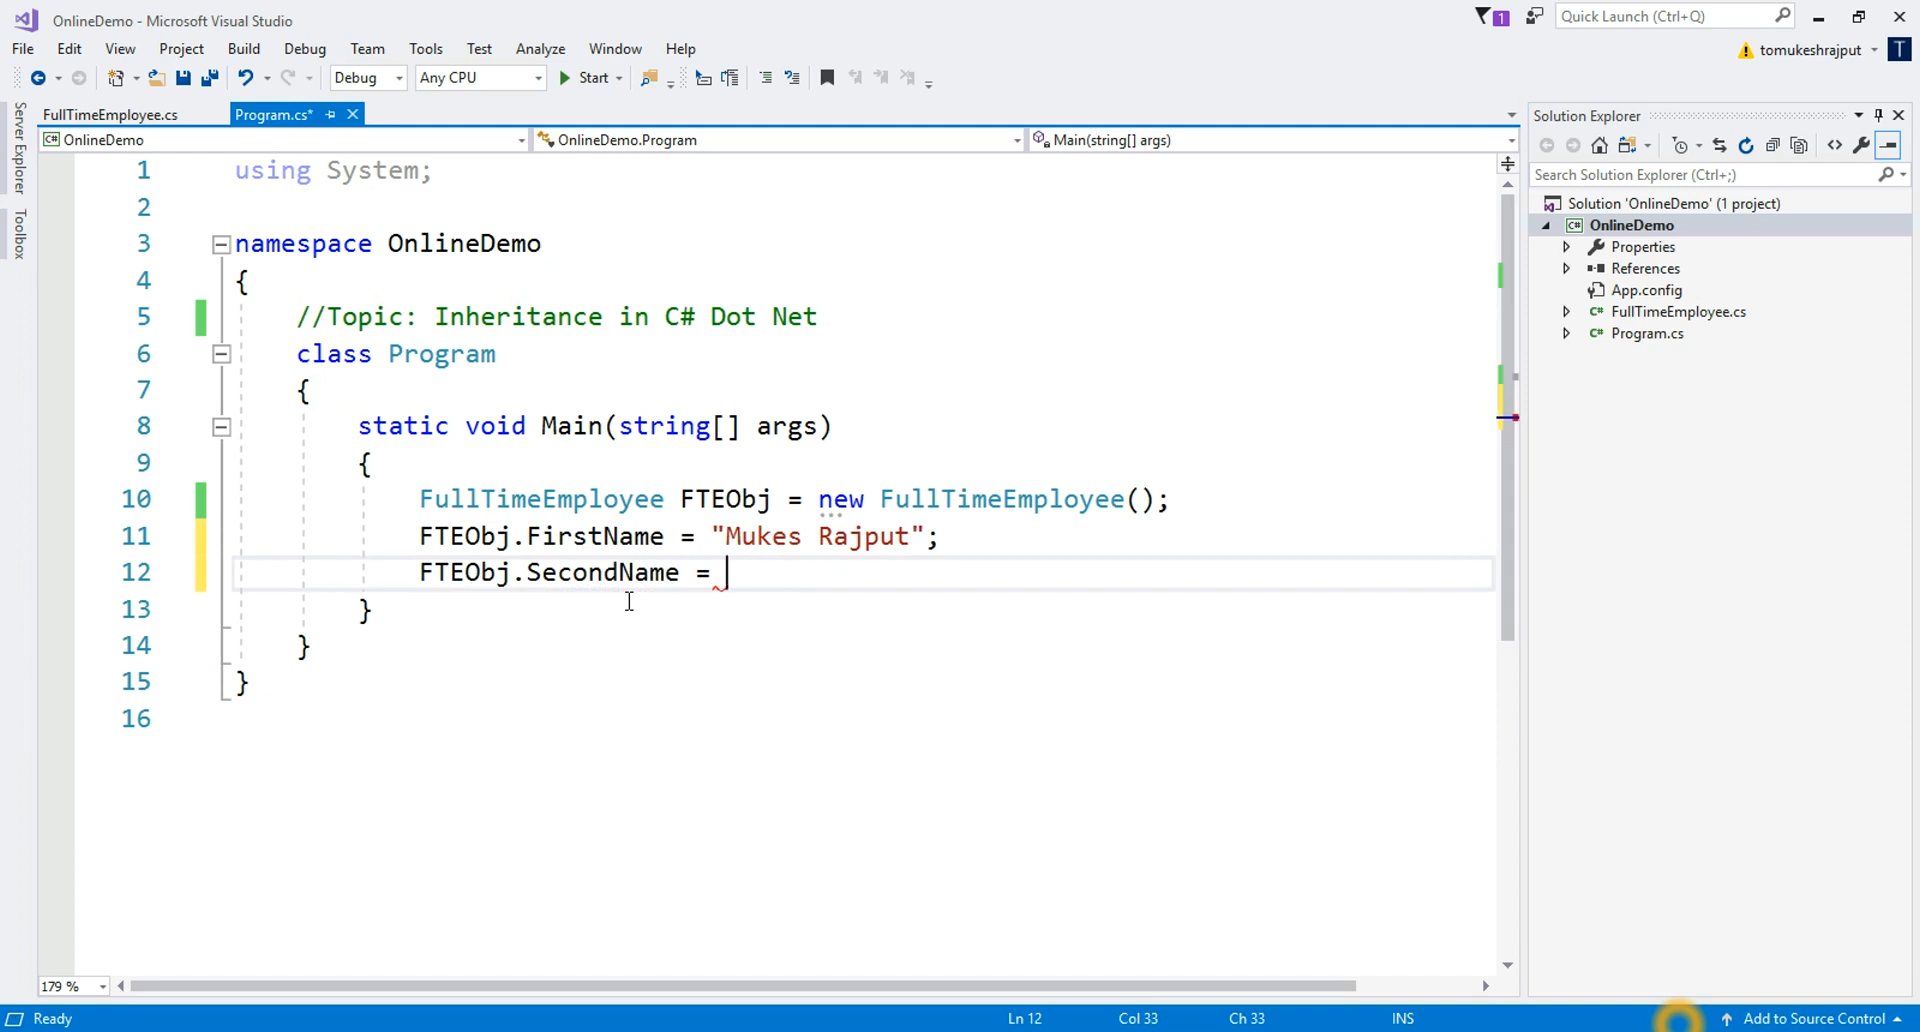 OnlineDemo - Microsoft Visual Studio
1
Quick Launch (Ctrl+Q)
File Edit View Project Build Debug Team Tools Test Analyze Window Help
tomukeshrajput
T
Debug Any CPU Start
Server Explorer
Toolbox
FullTimeEmployee.cs Program.cs*
C# OnlineDemo OnlineDemo.Program Main(string[] args)
1 using System;
2
3 namespace OnlineDemo
4 {
5 //Topic: Inheritance in C# Dot Net
6 class Program
7 {
8 static void Main(string[] args)
9 {
10 FullTimeEmployee FTEObj = new FullTimeEmployee();
11 FTEObj.FirstName = "Mukes Rajput";
12 FTEObj.SecondName =
13 }
14 }
15 }
16
179 %
Solution Explorer
Search Solution Explorer (Ctrl+;)
Solution 'OnlineDemo' (1 project)
C# OnlineDemo
Properties
References
App.config
C# FullTimeEmployee.cs
C# Program.cs
Ready Ln 12 Col 33 Ch 33 INS Add to Source Control